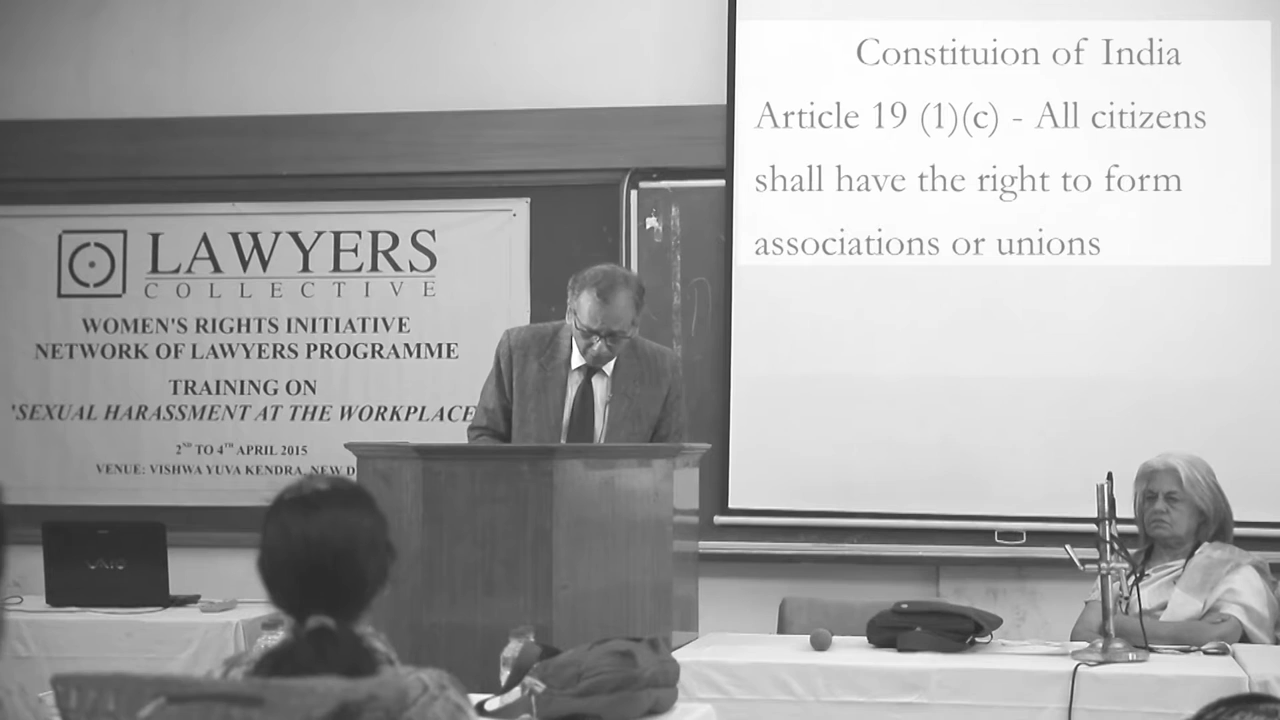 LAWYERS
COLLECTIVE
WOMEN'S RIGHTS INITIATIVE
NETWORK OF LAWYERS PROGRAMME
TRAINING ON
'SEXUAL HARASSMENT AT THE WORKPLACE
2ND TO 4TH APRIL 2015
VENUE: VISHWA YUVA KENDRA, NEW D
VAIO
Constituion of India
Article 19 (1)(c) - All citizens
shall have the right to form
associations or unions